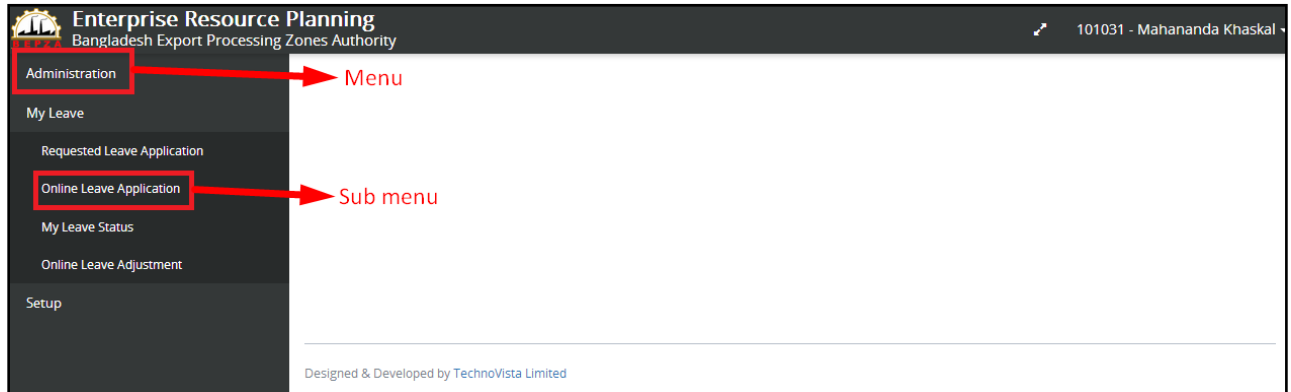 Enterprise Resource Planning
Bangladesh Export Processing Zones Authority
BEPZA
101031 - Mahananda Khaskal
Administration
Menu
My Leave
Requested Leave Application
Online Leave Application
Sub menu
My Leave Status
Online Leave Adjustment
Setup
Designed & Developed by TechnoVista Limited